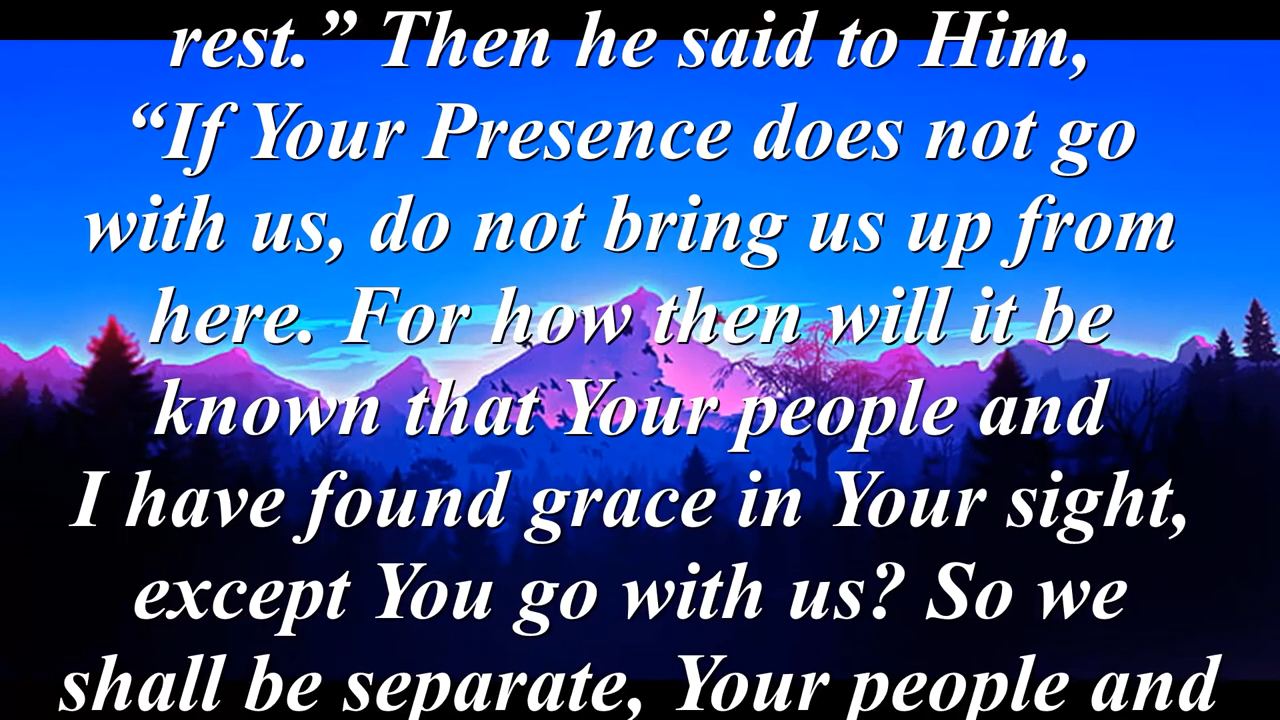 rest.” Then he said to Him,
“If Your Presence does not go
with us, do not bring us up from
here. For how then will it be
known that Your people and
I have found grace in Your sight,
except You go with us? So we
shall be separate, Your people and